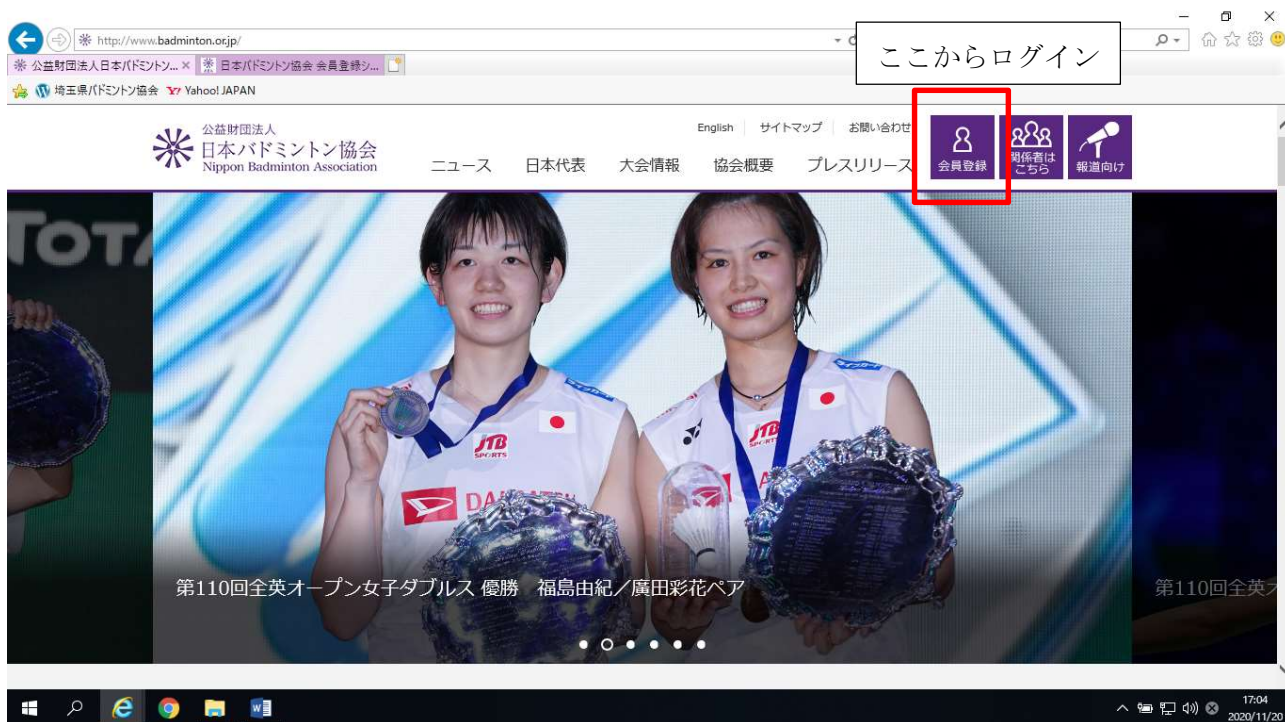 http://www.badminton.or.jp/
ここからログイン
公益財団法人日本バドミントン...
日本バドミントン協会 会員登録シ...
埼玉県バドミントン協会
Yahoo! JAPAN
English
サイトマップ
お問い合わせ
公益財団法人
日本バドミントン協会
Nippon Badminton Association
ニュース
日本代表
大会情報
協会概要
プレスリリース
会員登録
関係者は
こちら
報道向け
TOTA
JTB
SPORTS
JTB
第110回全英オープン女子ダブルス 優勝 福島由紀／廣田彩花ペア
第110回全英オ
17:04
2020/11/20